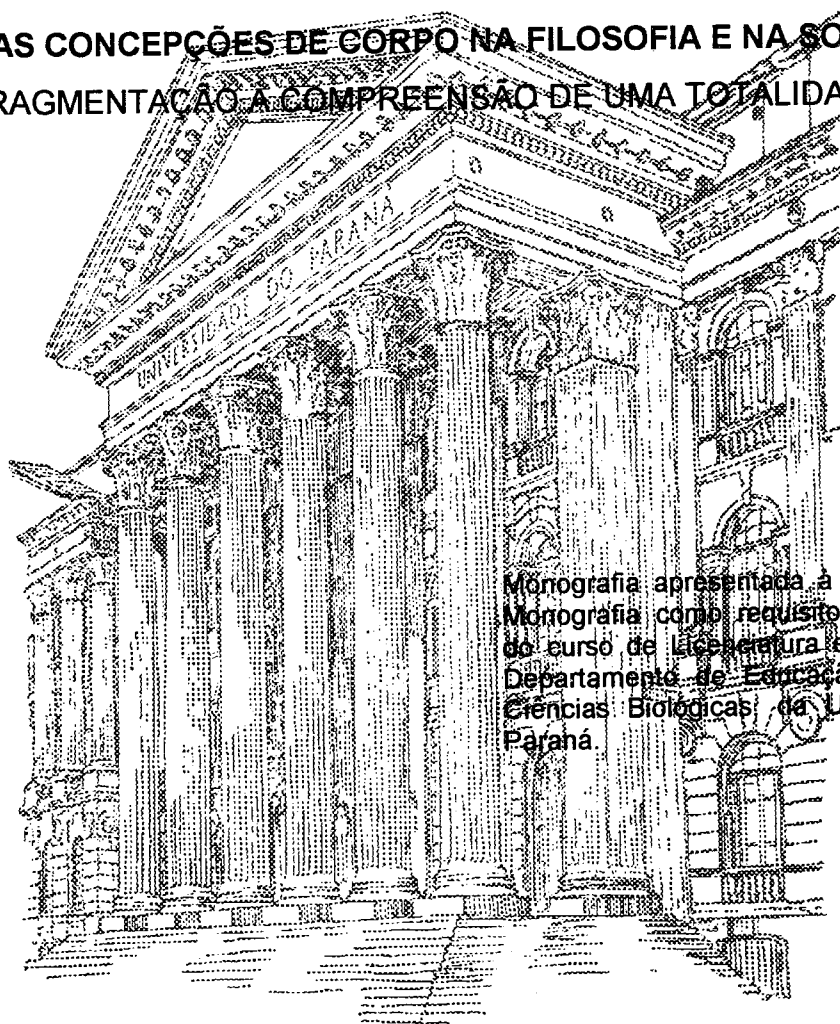 AS CONCEPÇÕES DE CORPO NA FILOSOFIA E NA SO
RAGMENTAÇÃO À COMPREENSÃO DE UMA TOTALIDA
UNIVERSIDADE DO PARANÁ
Monografia apresentada à
Monografia como requisito
do curso de Licenciatura e
Departamento de Educaçã
Ciências Biológicas, da U
Paraná.